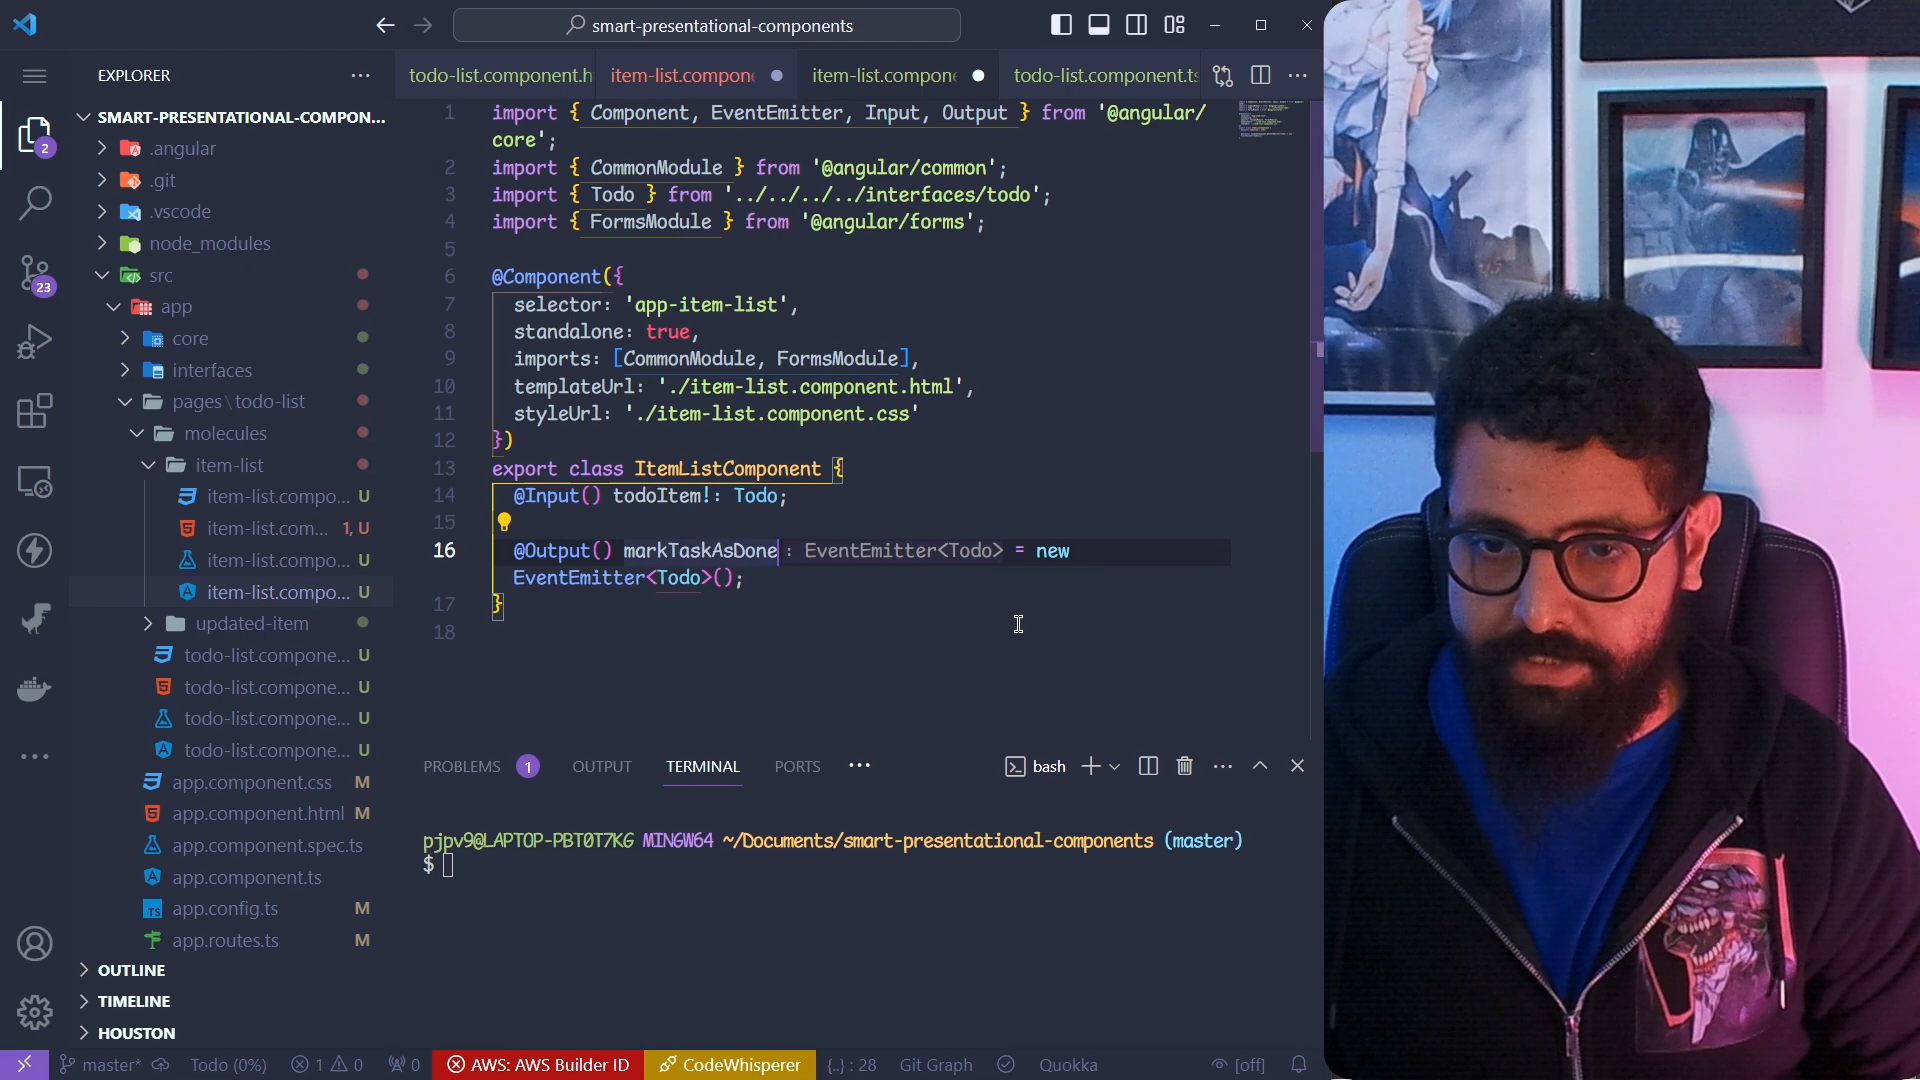 smart-presentational-components
EXPLORER
todo-list.component.h
item-list.compone
item-list.compone
todo-list.component.ts
SMART-PRESENTATIONAL-COMPON...
.angular
.git
.vscode
node_modules
src
app
core
interfaces
pages\todo-list
molecules
item-list
item-list.compo... U
item-list.com... 1, U
item-list.compo... U
item-list.compo... U
updated-item
todo-list.compone... U
todo-list.compone... U
todo-list.compone... U
todo-list.compone... U
app.component.css M
app.component.html M
app.component.spec.ts
app.component.ts
app.config.ts M
app.routes.ts M
OUTLINE
TIMELINE
HOUSTON
2
23
1 import { Component, EventEmitter, Input, Output } from '@angular/
core';
2 import { CommonModule } from '@angular/common';
3 import { Todo } from '../../../../interfaces/todo';
4 import { FormsModule } from '@angular/forms';
5
6 @Component({
7 selector: 'app-item-list',
8 standalone: true,
9 imports: [CommonModule, FormsModule],
10 templateUrl: './item-list.component.html',
11 styleUrl: './item-list.component.css'
12 })
13 export class ItemListComponent {
14 @Input() todoItem!: Todo;
15
16 @Output() markTaskAsDone: EventEmitter<Todo> = new
EventEmitter<Todo>();
17 }
18
PROBLEMS 1 OUTPUT TERMINAL PORTS
bash
pjpv9@LAPTOP-PBT0T7KG MINGW64 ~/Documents/smart-presentational-components (master)
$
master* Todo (0%) 1 0 0 AWS: AWS Builder ID CodeWhisperer {..} : 28 Git Graph Quokka [off]